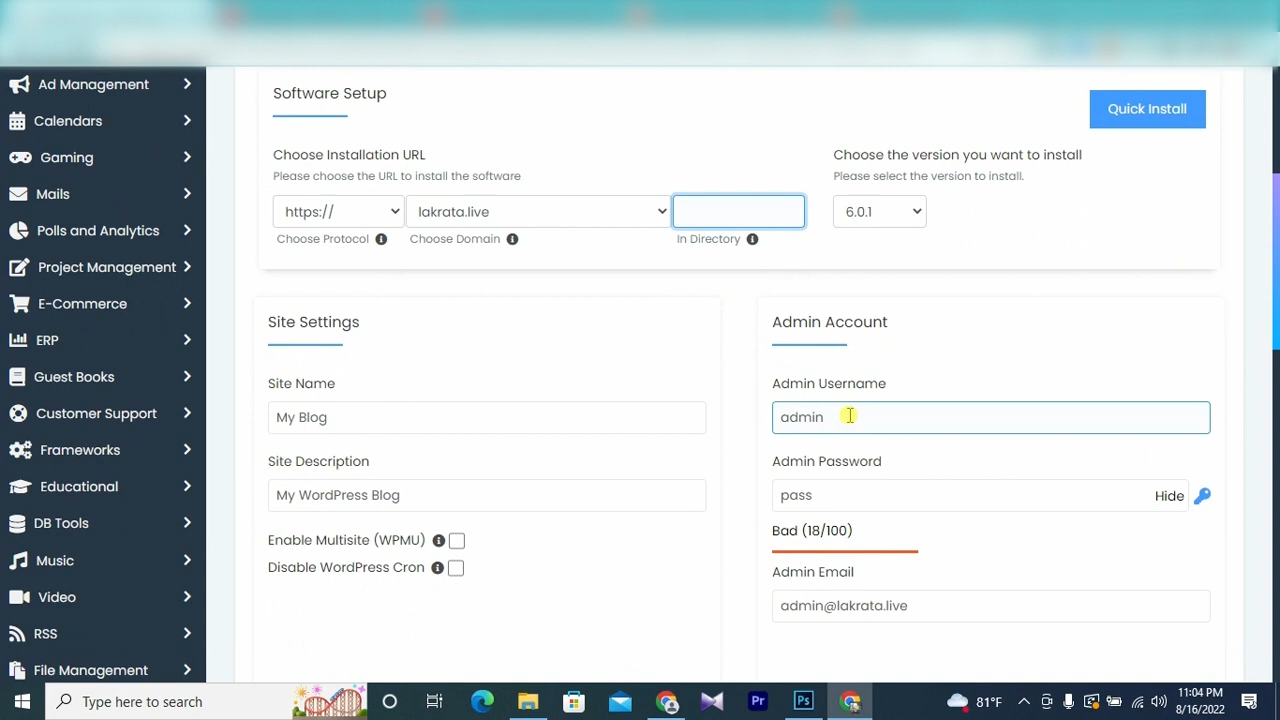 Ad Management
Calendars
Gaming
Mails
Polls and Analytics
Project Management
E-Commerce
ERP
Guest Books
Customer Support
Frameworks
Educational
DB Tools
Music
Video
RSS
File Management
Software Setup
Quick Install
Choose Installation URL
Please choose the URL to install the software
https://
lakrata.live
Choose Protocol
Choose Domain
In Directory
Choose the version you want to install
Please select the version to install.
6.0.1
Site Settings
Site Name
My Blog
Site Description
My WordPress Blog
Enable Multisite (WPMU)
Disable WordPress Cron
Admin Account
Admin Username
admin
Admin Password
pass Hide
Bad (18/100)
Admin Email
admin@lakrata.live
Type here to search
Pr
Ps
81°F
11:04 PM
8/16/2022